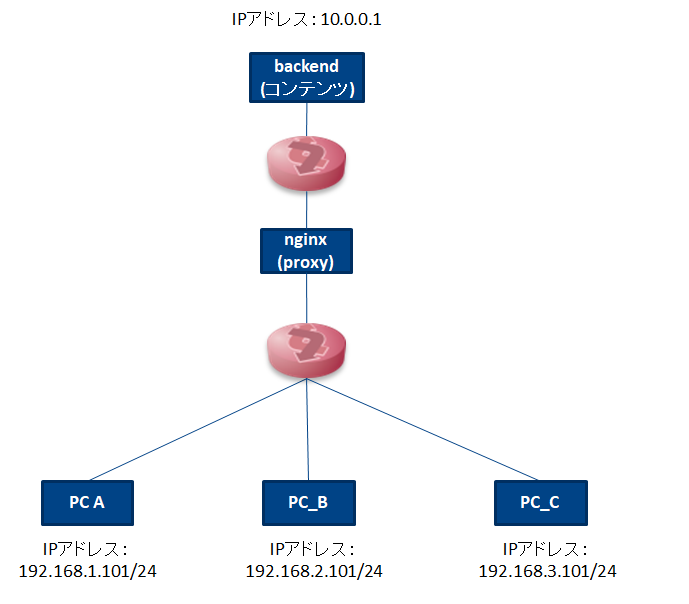 IPアドレス : 10.0.0.1
backend
(コンテンツ)
nginx
(proxy)
PC A
PC_B
PC_C
IPアドレス :
192.168.1.101/24
IPアドレス :
192.168.2.101/24
IPアドレス :
192.168.3.101/24